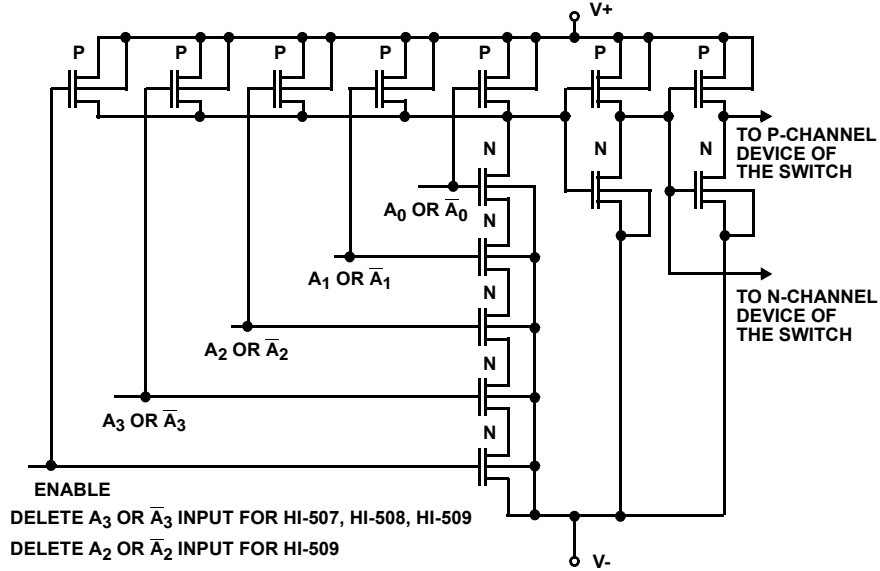 V+
P P P P P P P
TO P-CHANNEL
DEVICE OF
THE SWITCH
N N N
A0 OR A̅0
N
A1 OR A̅1
TO N-CHANNEL
DEVICE OF
THE SWITCH
N
A2 OR A̅2
N
A3 OR A̅3
N
ENABLE
DELETE A3 OR A̅3 INPUT FOR HI-507, HI-508, HI-509
DELETE A2 OR A̅2 INPUT FOR HI-509
V-